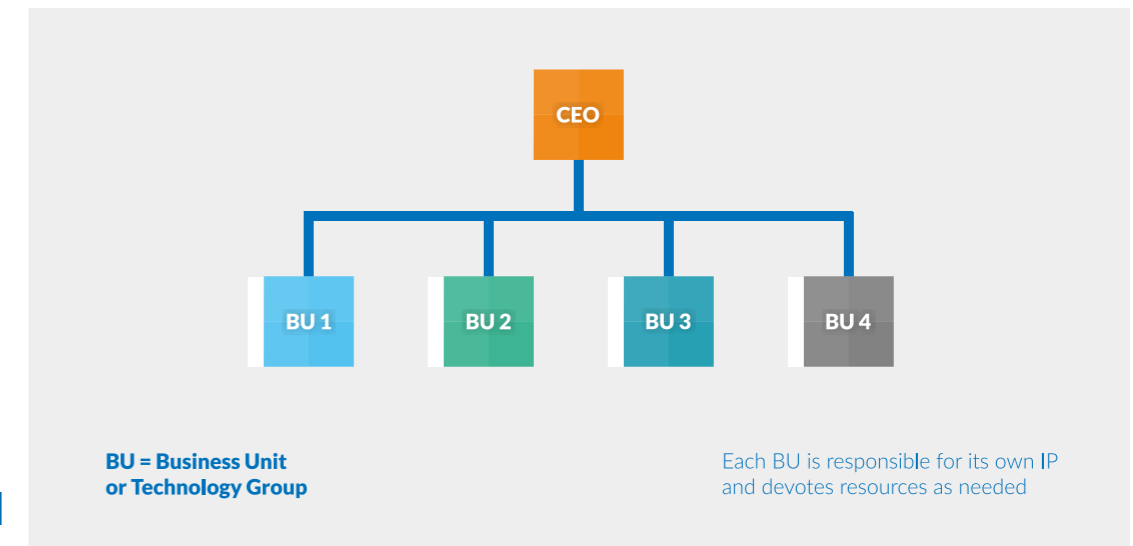 CEO
BU 1
BU 2
BU 3
BU 4
BU = Business Unit
or Technology Group
Each BU is responsible for its own IP
and devotes resources as needed